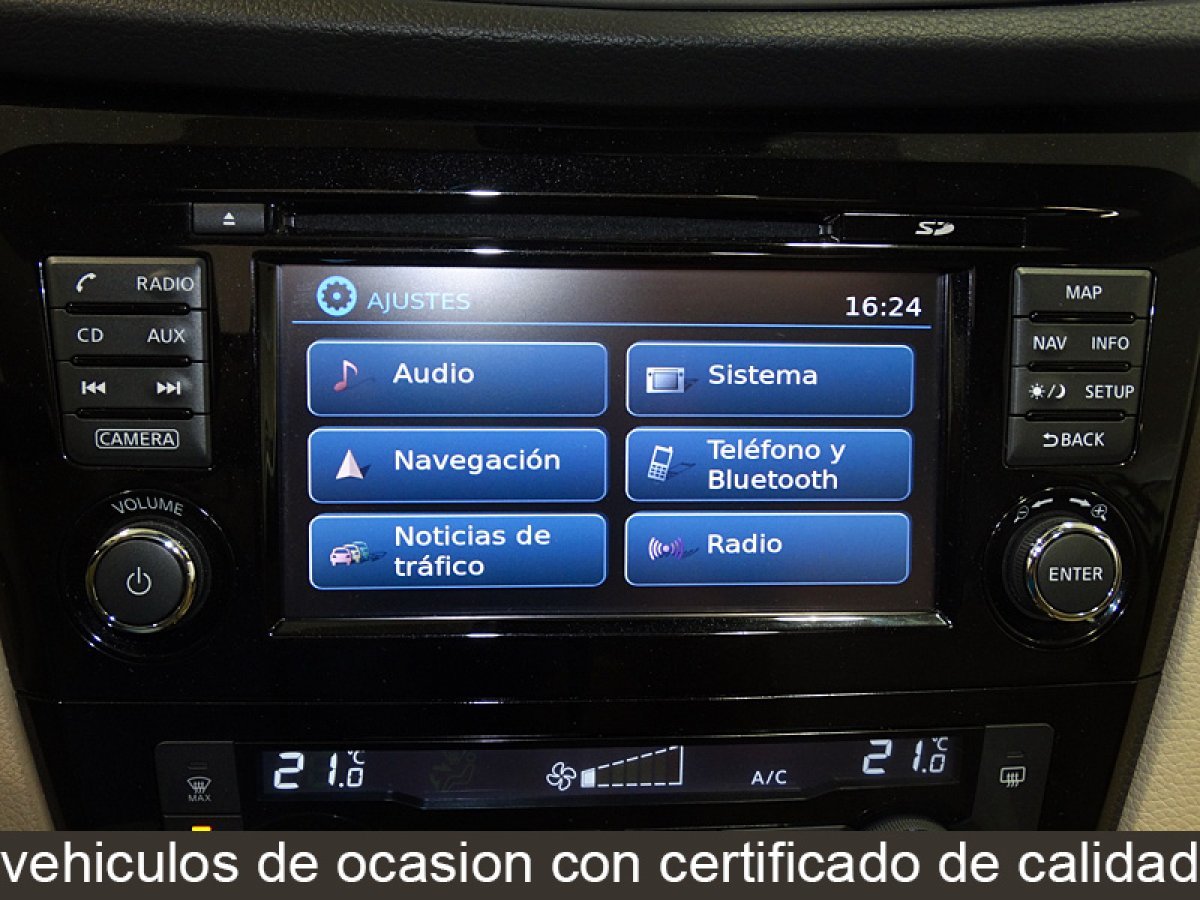 SD
RADIO
CD AUX
CAMERA
VOLUME
AJUSTES
16:24
Audio
Sistema
Navegación
Teléfono y
Bluetooth
Noticias de
tráfico
Radio
MAP
NAV INFO
SETUP
BACK
ENTER
21.0°C
A/C
21.0°C
MAX
vehiculos de ocasion con certificado de calidad